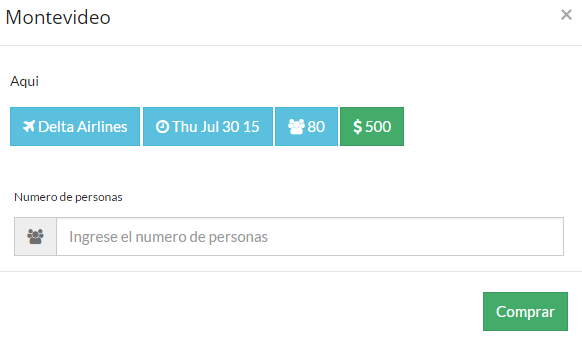 Montevideo ×
Aqui
Delta Airlines Thu Jul 30 15 80 $ 500
Numero de personas
Ingrese el numero de personas
Comprar